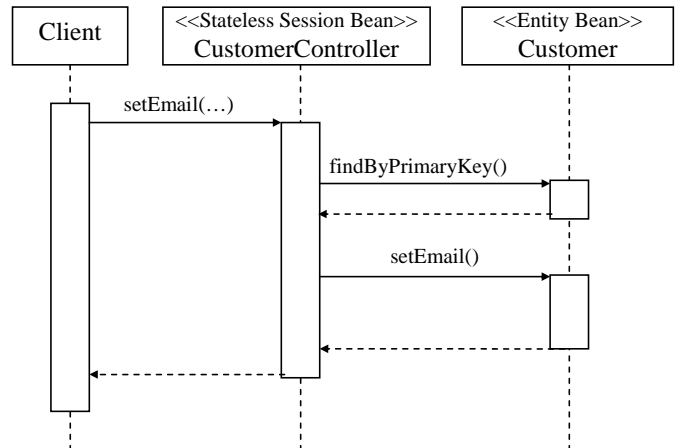 Client
<<Stateless Session Bean>>
CustomerController
<<Entity Bean>>
Customer
setEmail(…)
findByPrimaryKey()
setEmail()